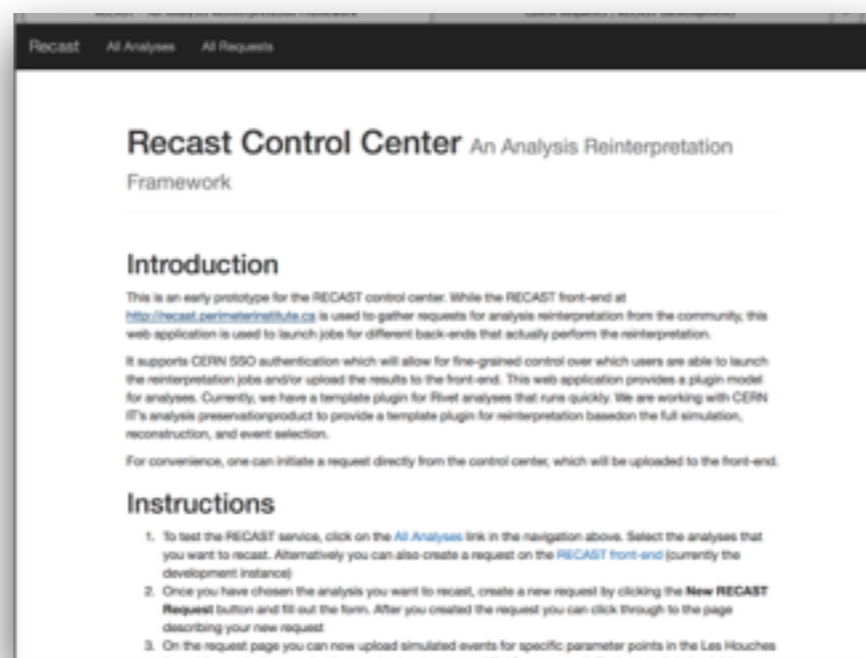 RECAST - An Analysis Reinterpretation Framework
Latest Requests | RECAST (development)
Recast All Analyses All Requests
Recast Control Center An Analysis Reinterpretation
Framework
Introduction
This is an early prototype for the RECAST control center. While the RECAST front-end at
http://recast.perimeterinstitute.ca is used to gather requests for analysis reinterpretation from the community, this
web application is used to launch jobs for different back-ends that actually perform the reinterpretation.
It supports CERN SSO authentication which will allow for fine-grained control over which users are able to launch
the reinterpretation jobs and/or upload the results to the front-end. This web application provides a plugin model
for analyses. Currently, we have a template plugin for Rivet analyses that runs quickly. We are working with CERN
IT's analysis preservationproduct to provide a template plugin for reinterpretation basedon the full simulation,
reconstruction, and event selection.
For convenience, one can initiate a request directly from the control center, which will be uploaded to the front-end.
Instructions
1. To test the RECAST service, click on the All Analyses link in the navigation above. Select the analyses that
you want to recast. Alternatively you can also create a request on the RECAST front-end (currently the
development instance)
2. Once you have chosen the analysis you want to recast, create a new request by clicking the New RECAST
Request button and fill out the form. After you created the request you can click through to the page
describing your new request
3. On the request page you can now upload simulated events for specific parameter points in the Les Houches